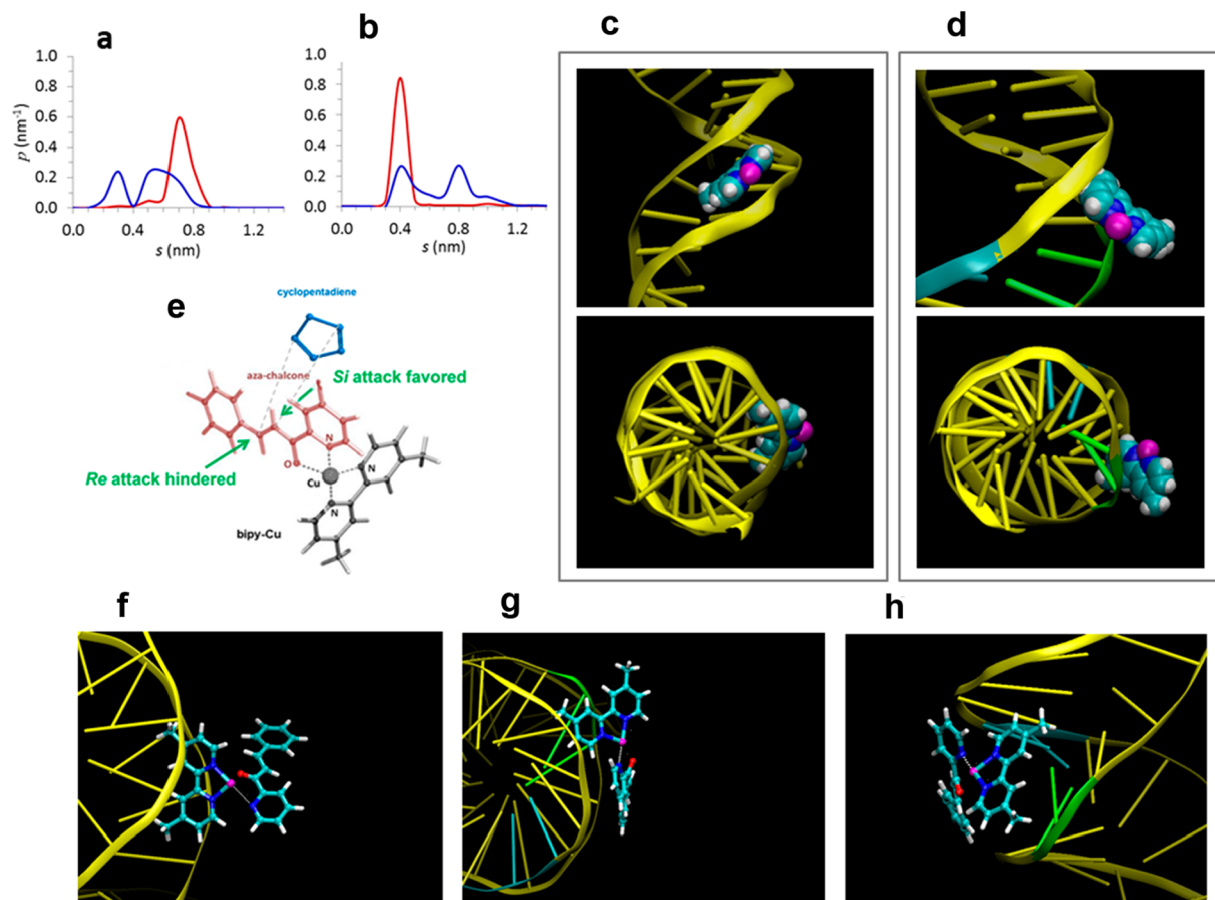 a
b
c
d
1.0
0.8
0.6
0.4
0.2
0.0
p (nm⁻¹)
0.0 0.4 0.8 1.2
s (nm)
1.0
0.8
0.6
0.4
0.2
0.0
0.0 0.4 0.8 1.2
s (nm)
e
cyclopentadiene
aza-chalcone
Si attack favored
Re attack hindered
N
O
N
Cu
N
bipy-Cu
f
g
h